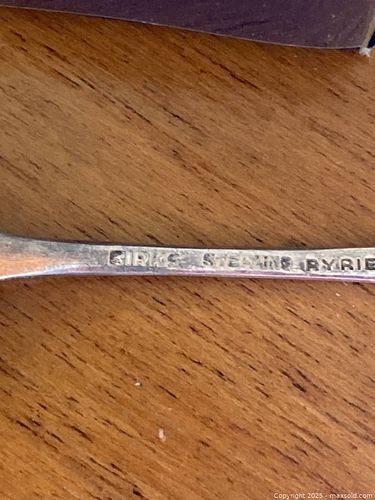 BIRKS STERLING RYRIE
Copyright 2025 - maxsold.com